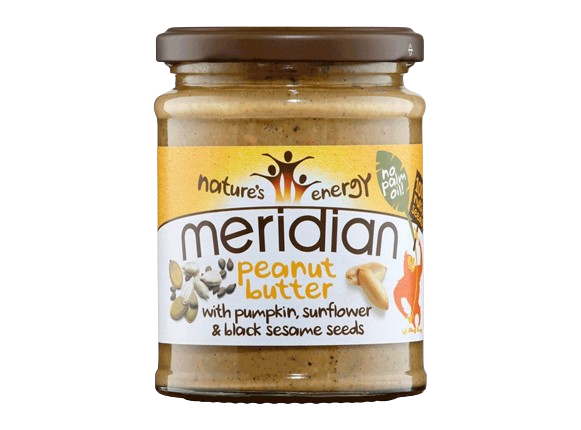 nature's energy
no palm oil!
meridian
peanut
butter
with pumpkin, sunflower
& black sesame seeds